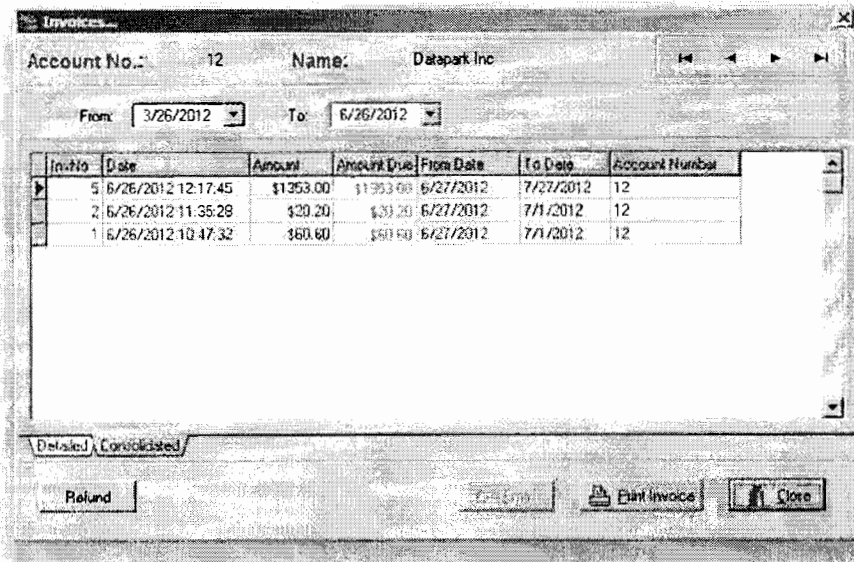 Invoices...
Account No.: 12 Name: Datapark Inc
From: 3/26/2012 To: 6/26/2012
Inv.No Date Amount Amount Due From Date To Date Account Number
5 6/26/2012 12:17:45 $1353.00 $1353.00 6/27/2012 7/27/2012 12
2 6/26/2012 11:35:28 $20.20 $20.20 6/27/2012 7/1/2012 12
1 6/26/2012 10:47:32 $60.60 $60.60 6/27/2012 7/1/2012 12
Detailed Consolidated
Refund Print Invoice Close